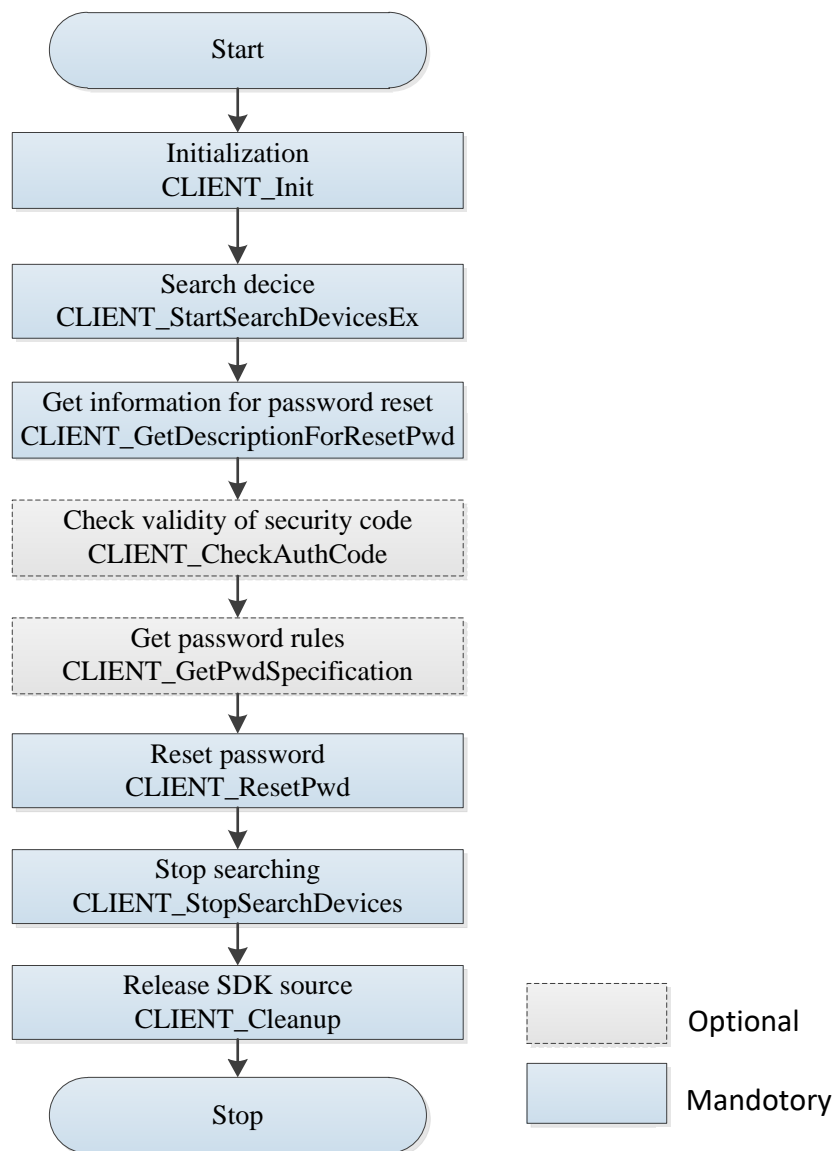 Start
Initialization
CLIENT_Init
Search decice
CLIENT_StartSearchDevicesEx
Get information for password reset
CLIENT_GetDescriptionForResetPwd
Check validity of security code
CLIENT_CheckAuthCode
Get password rules
CLIENT_GetPwdSpecification
Reset password
CLIENT_ResetPwd
Stop searching
CLIENT_StopSearchDevices
Release SDK source
CLIENT_Cleanup
Stop
Optional
Mandotory